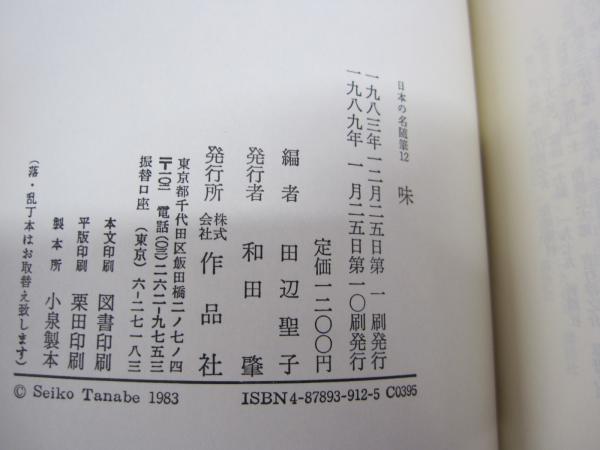 日本の名随筆12　味
一九八三年一二月二五日第　一　刷発行
一九八九年　一月二五日第一〇刷発行
定価一二〇〇円
編者　田辺聖子
発行者　和田　肇
発行所　株式会社　作品社
東京都千代田区飯田橋二ノ七ノ四
〒一〇二　電話(〇三)二六二-九七五三
振替口座　(東京)　六-二七一八三
本文印刷　図書印刷
平版印刷　栗田印刷
製本所　小泉製本
(落・乱丁本はお取替え致します)
© Seiko Tanabe 1983
ISBN4-87893-912-5 C0395